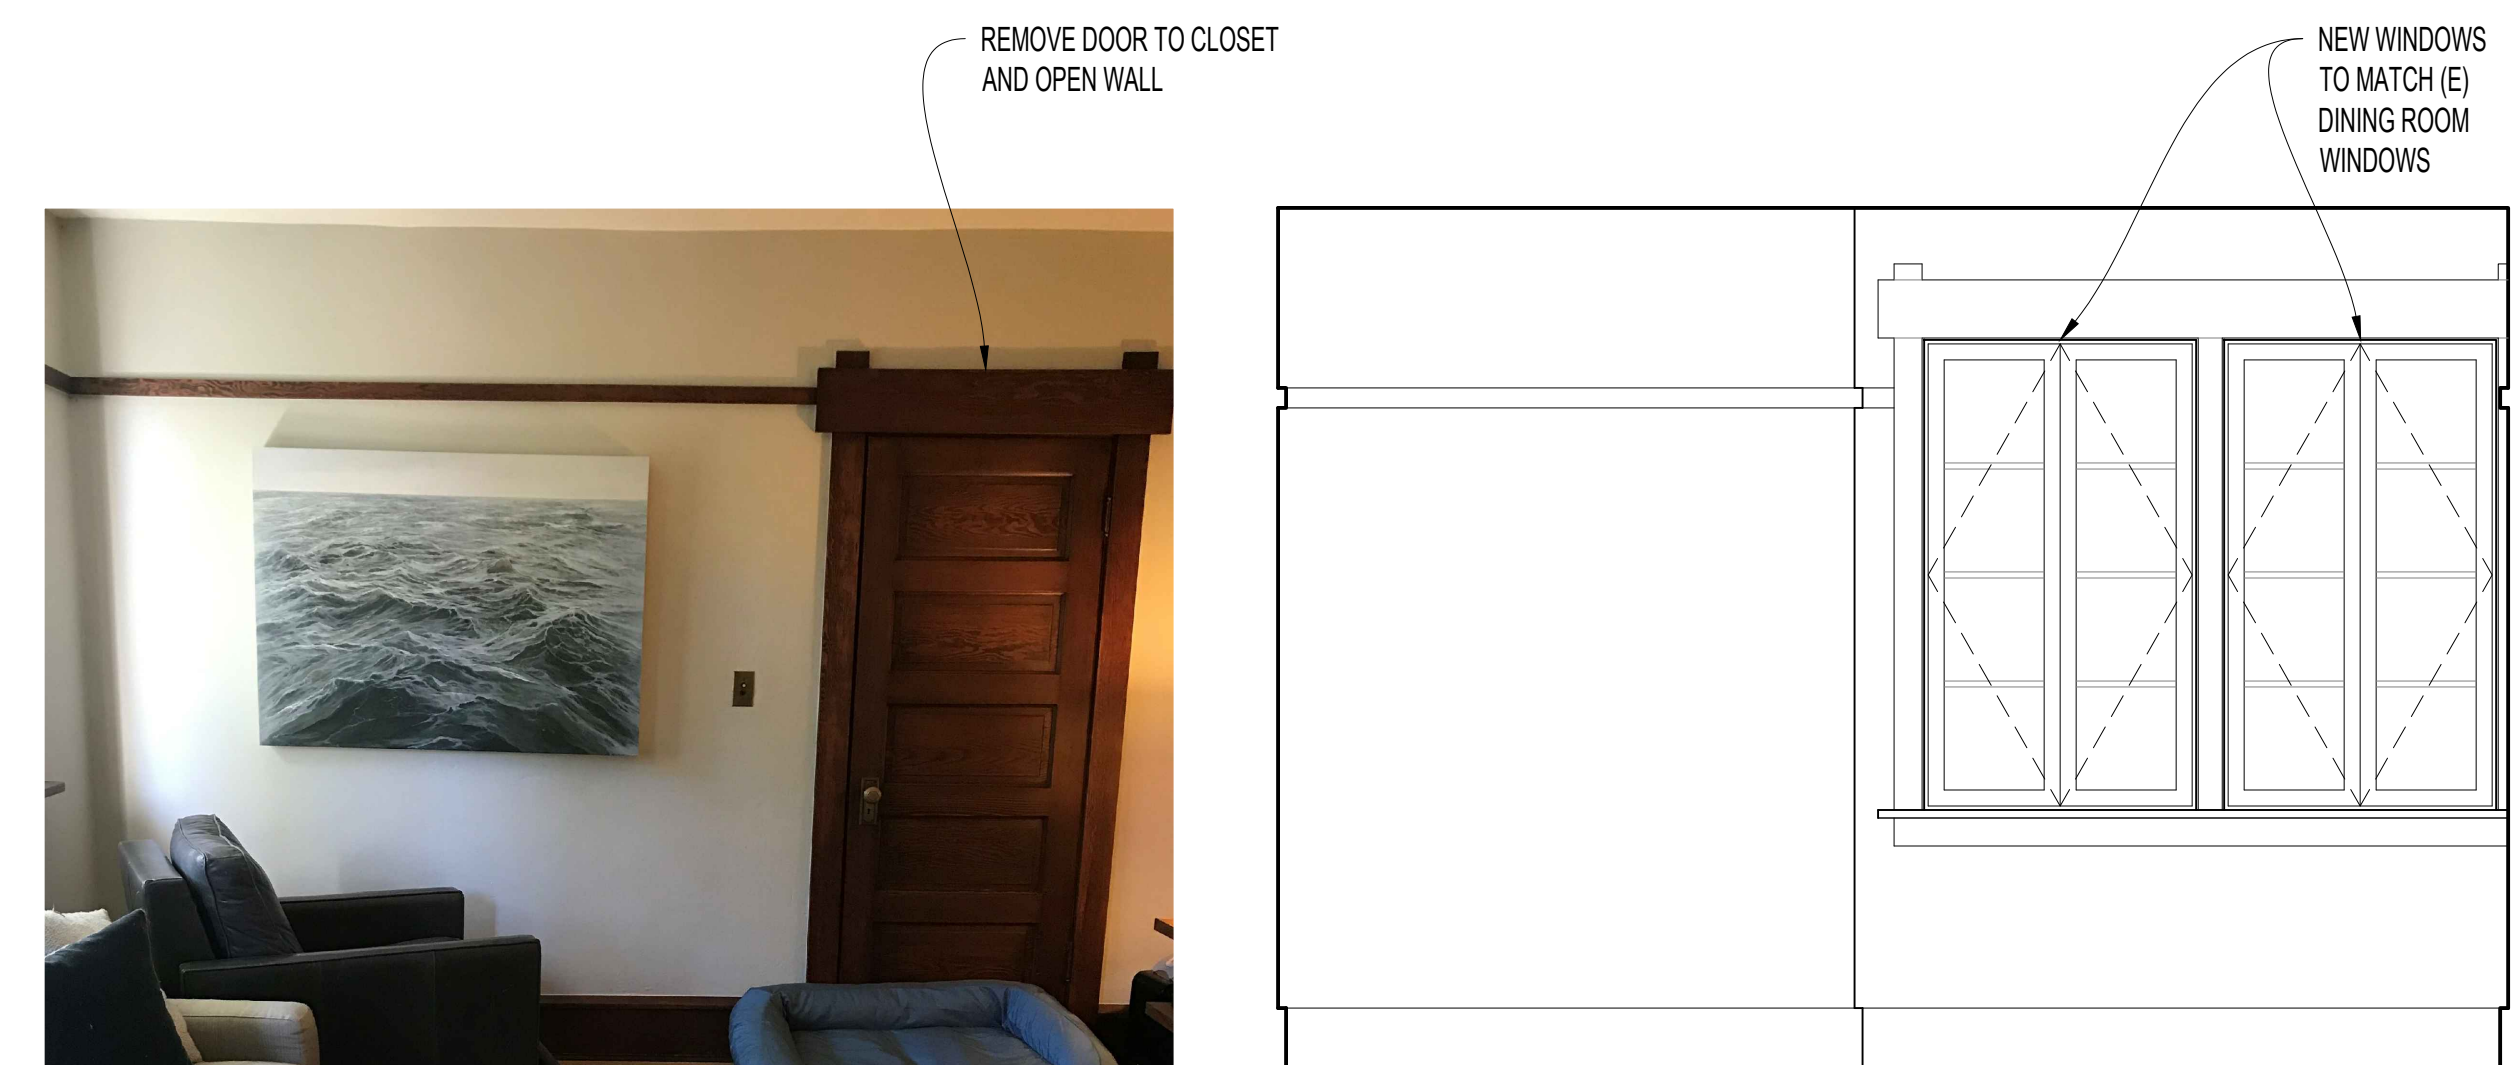 REMOVE DOOR TO CLOSET
AND OPEN WALL
NEW WINDOWS
TO MATCH (E)
DINING ROOM
WINDOWS